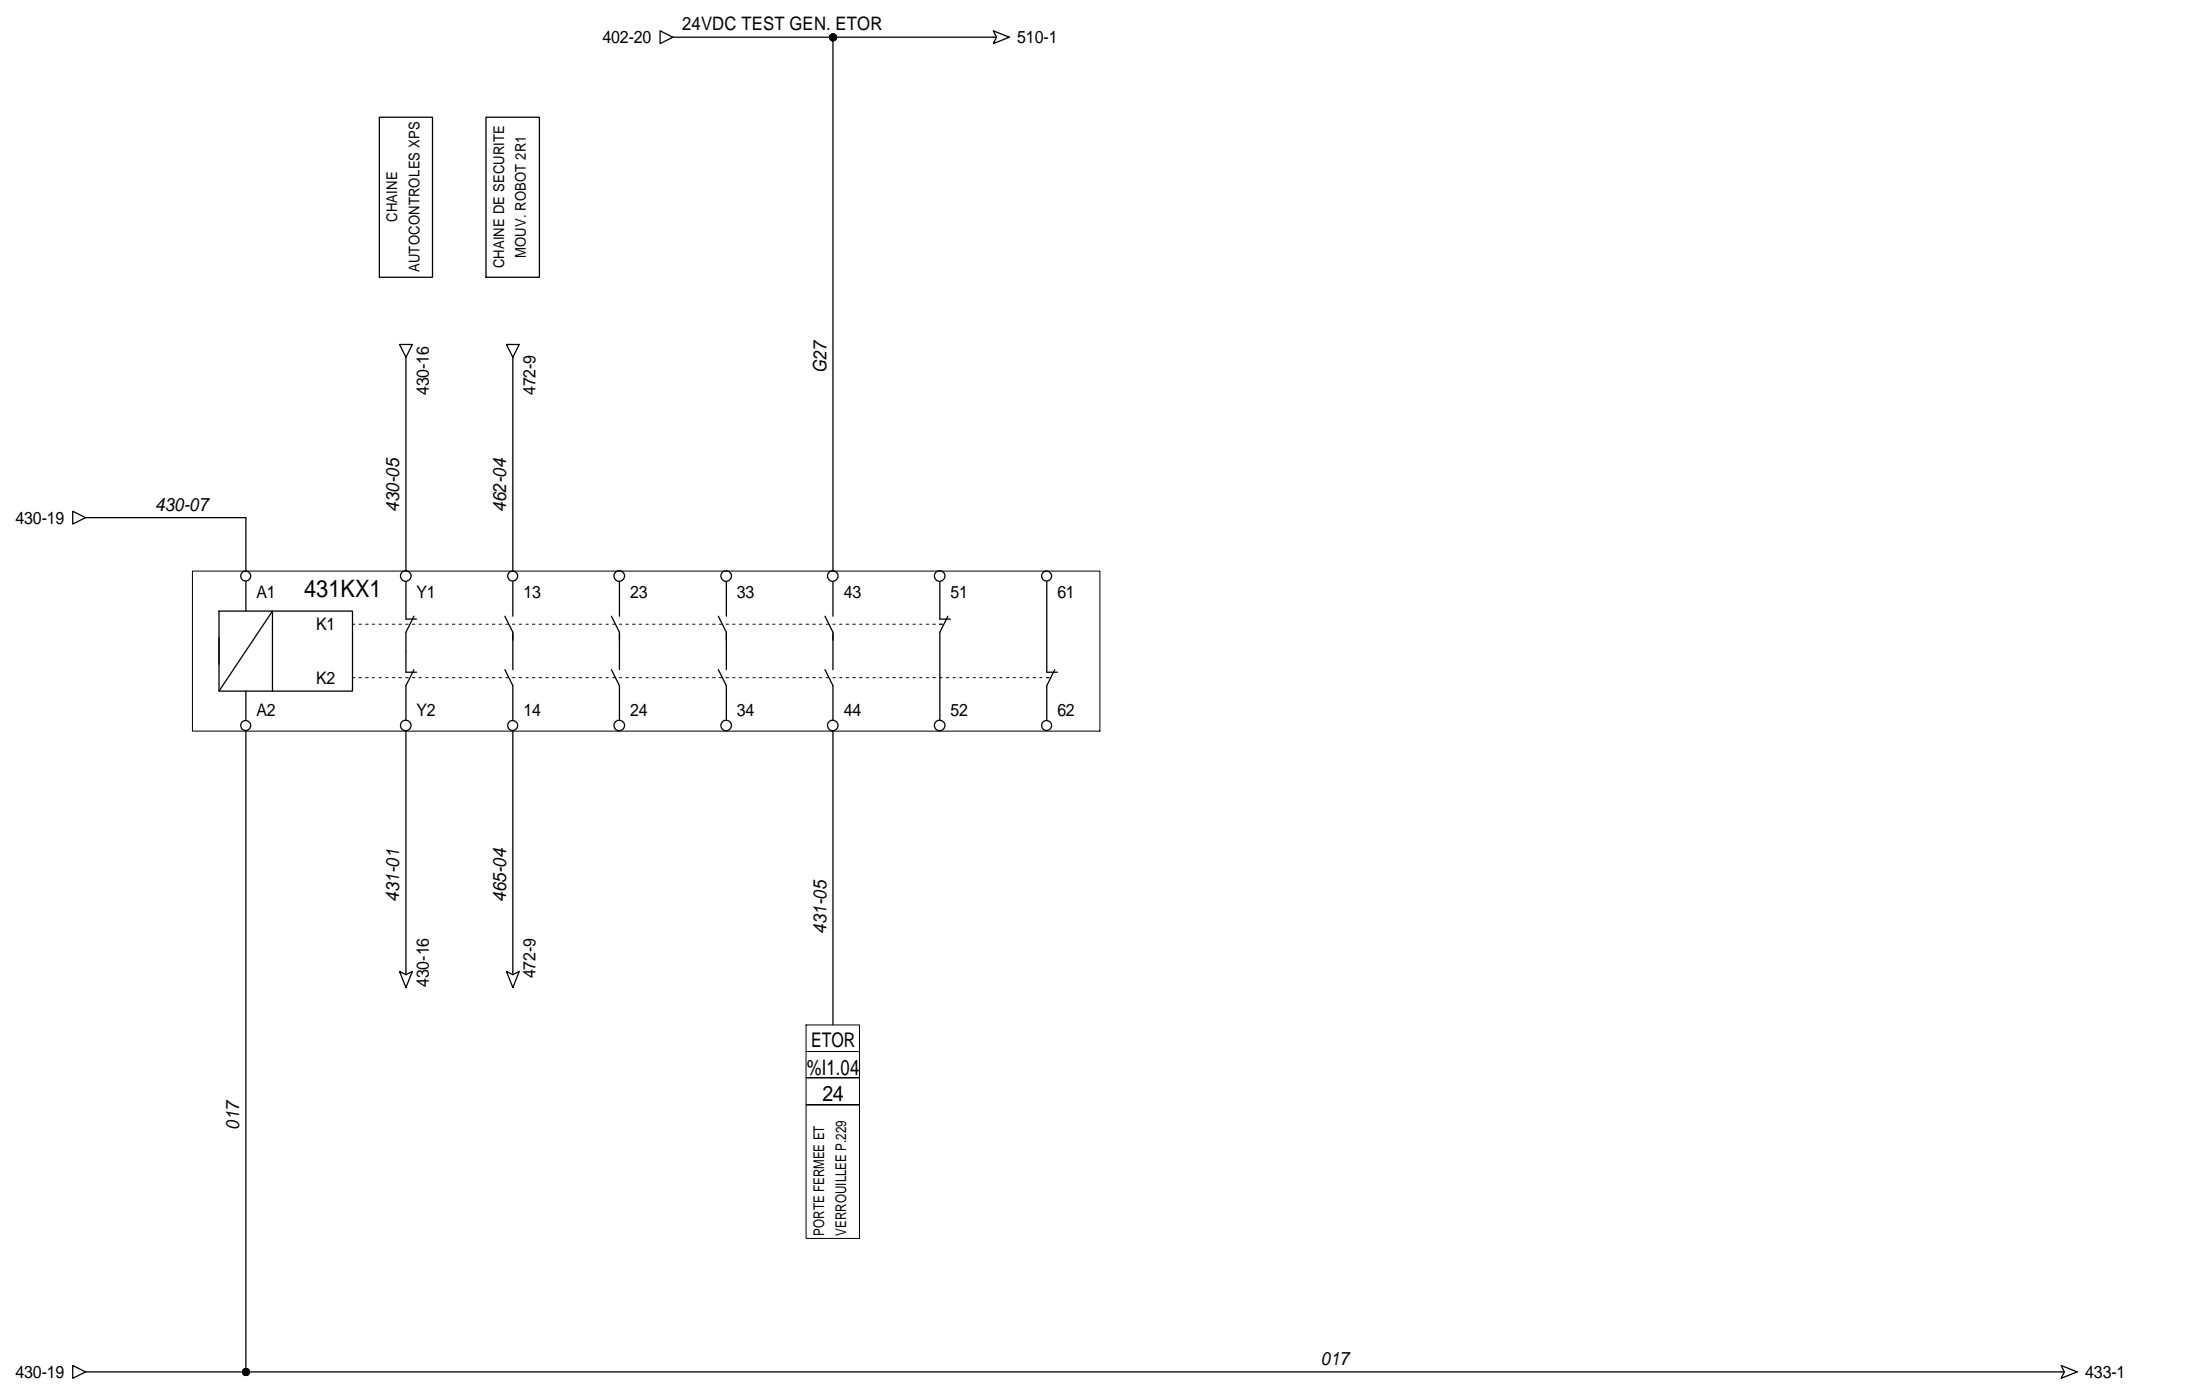 24VDC TEST GEN. ETOR
402-20
510-1
CHAINE
AUTOCONTROLES XPS
CHAINE DE SECURITE
MOUV. ROBOT 2R1
430-16
472-9
G27
430-05
462-04
430-07
430-19
A1
431KX1
Y1
13
23
33
43
51
61
K1
K2
A2
Y2
14
24
34
44
52
62
431-01
465-04
431-05
430-16
472-9
ETOR
%I1.04
24
PORTE FERMEE ET
VERROUILLEE P.229
017
017
430-19
433-1